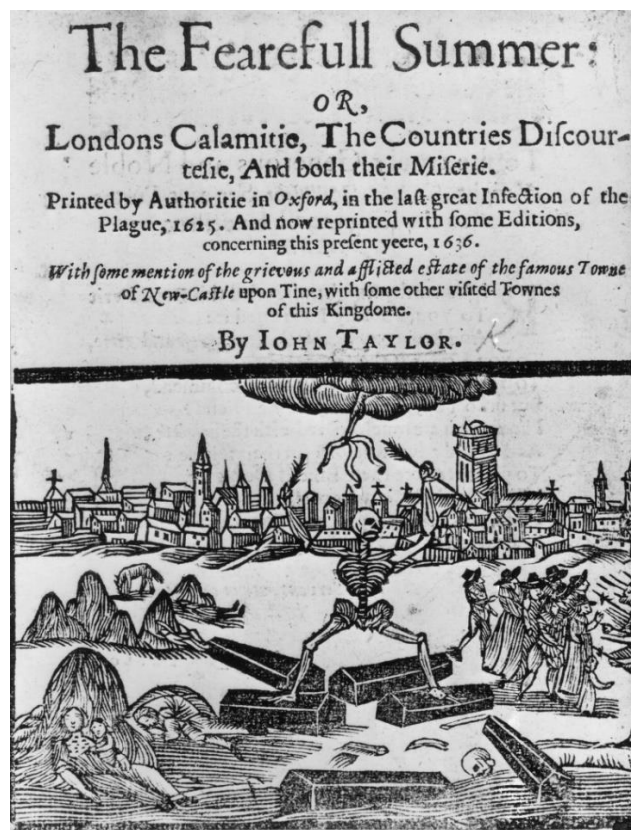 The Fearefull Summer:
OR,
Londons Calamitie, The Countries Diſcour-
teſie, And both their Miſerie.
Printed by Authoritie in Oxford, in the laſt great Infection of the
Plague, 1625. And now reprinted with ſome Editions,
concerning this preſent yeere, 1636.
With ſome mention of the grievous and afflicted eſtate of the famous Towne
of New-Caſtle upon Tine, with ſome other viſited Townes
of this Kingdome.
By IOHN TAYLOR.